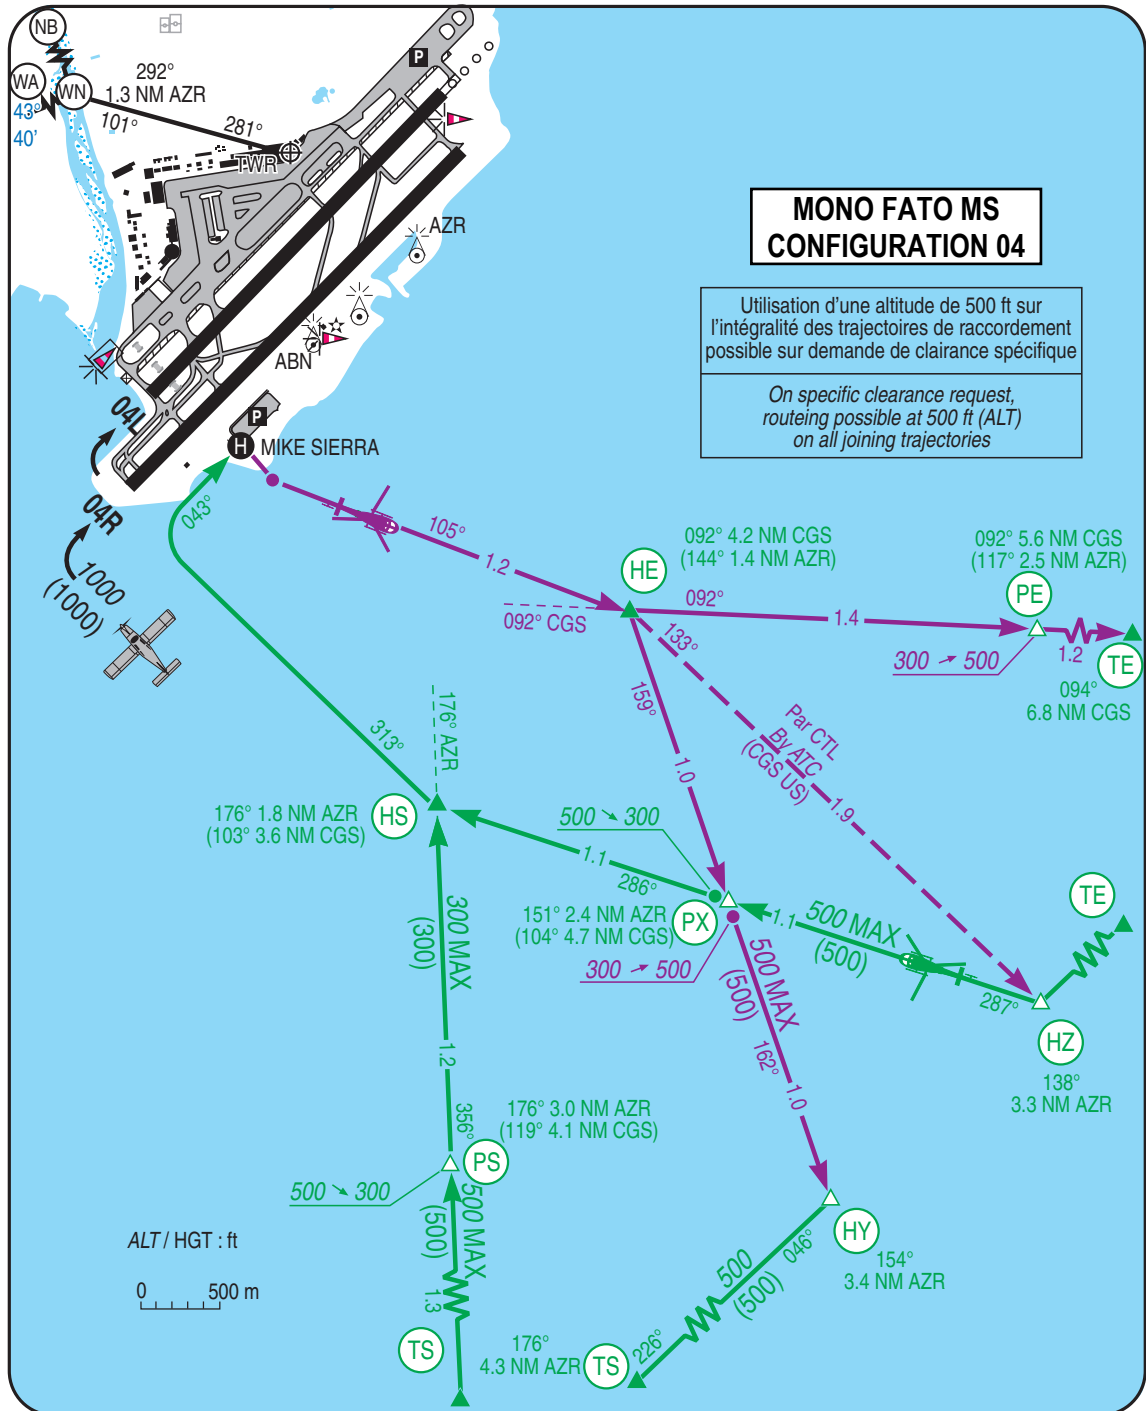 NB
WA
WN
43°
40'
292°
1.3 NM AZR
101°
281°
TWR
P
AZR
ABN
P
H
MIKE SIERRA
04L
04R
1000
(1000)
043°
MONO FATO MS
CONFIGURATION 04
Utilisation d'une altitude de 500 ft sur
l'intégralité des trajectoires de raccordement
possible sur demande de clairance spécifique
On specific clearance request,
routeing possible at 500 ft (ALT)
on all joining trajectories
105°
1.2
HE
092° 4.2 NM CGS
(144° 1.4 NM AZR)
092° CGS
092°
1.4
092° 5.6 NM CGS
(117° 2.5 NM AZR)
PE
300 ➘ 500
1.2
TE
094°
6.8 NM CGS
133°
159°
1.0
Par CTL
By ATC
(CGS US)
1.9
313°
176° AZR
HS
176° 1.8 NM AZR
(103° 3.6 NM CGS)
500 ➘ 300
1.1
286°
151° 2.4 NM AZR
(104° 4.7 NM CGS)
PX
300 ➙ 500
1.1
500 MAX
(500)
287°
TE
HZ
138°
3.3 NM AZR
500 MAX
(500)
162°
1.0
300 MAX
(300)
1.2
356°
176° 3.0 NM AZR
(119° 4.1 NM CGS)
PS
500 ➘ 300
500 MAX
(500)
1.3
TS
HY
154°
3.4 NM AZR
046°
500
(500)
226°
176°
4.3 NM AZR
TS
ALT / HGT : ft
0 500 m